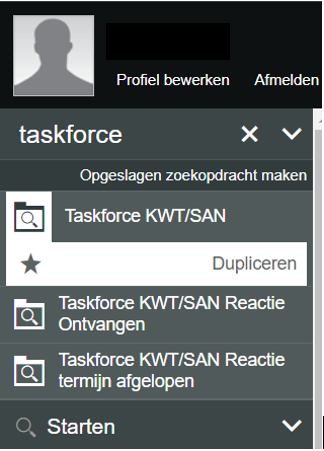 Profiel bewerken Afmelden
taskforce
Opgeslagen zoekopdracht maken
Taskforce KWT/SAN
Dupliceren
Taskforce KWT/SAN Reactie
Ontvangen
Taskforce KWT/SAN Reactie
termijn afgelopen
Starten